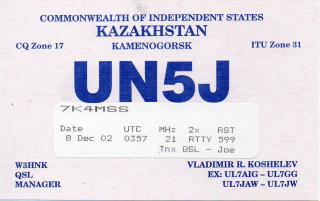 COMMONWEALTH OF INDEPENDENT STATES
KAZAKHSTAN
CQ Zone 17 KAMENOGORSK ITU Zone 31
UN5J
7K4MSS
Date UTC MHz 2x RST
8 Dec 02 0357 21 RTTY 599
Tnx QSL - Joe
W3HNK VLADIMIR R. KOSHELEV
QSL EX: UL7AIG - UL7GG
MANAGER UL7JAW - UL7JW